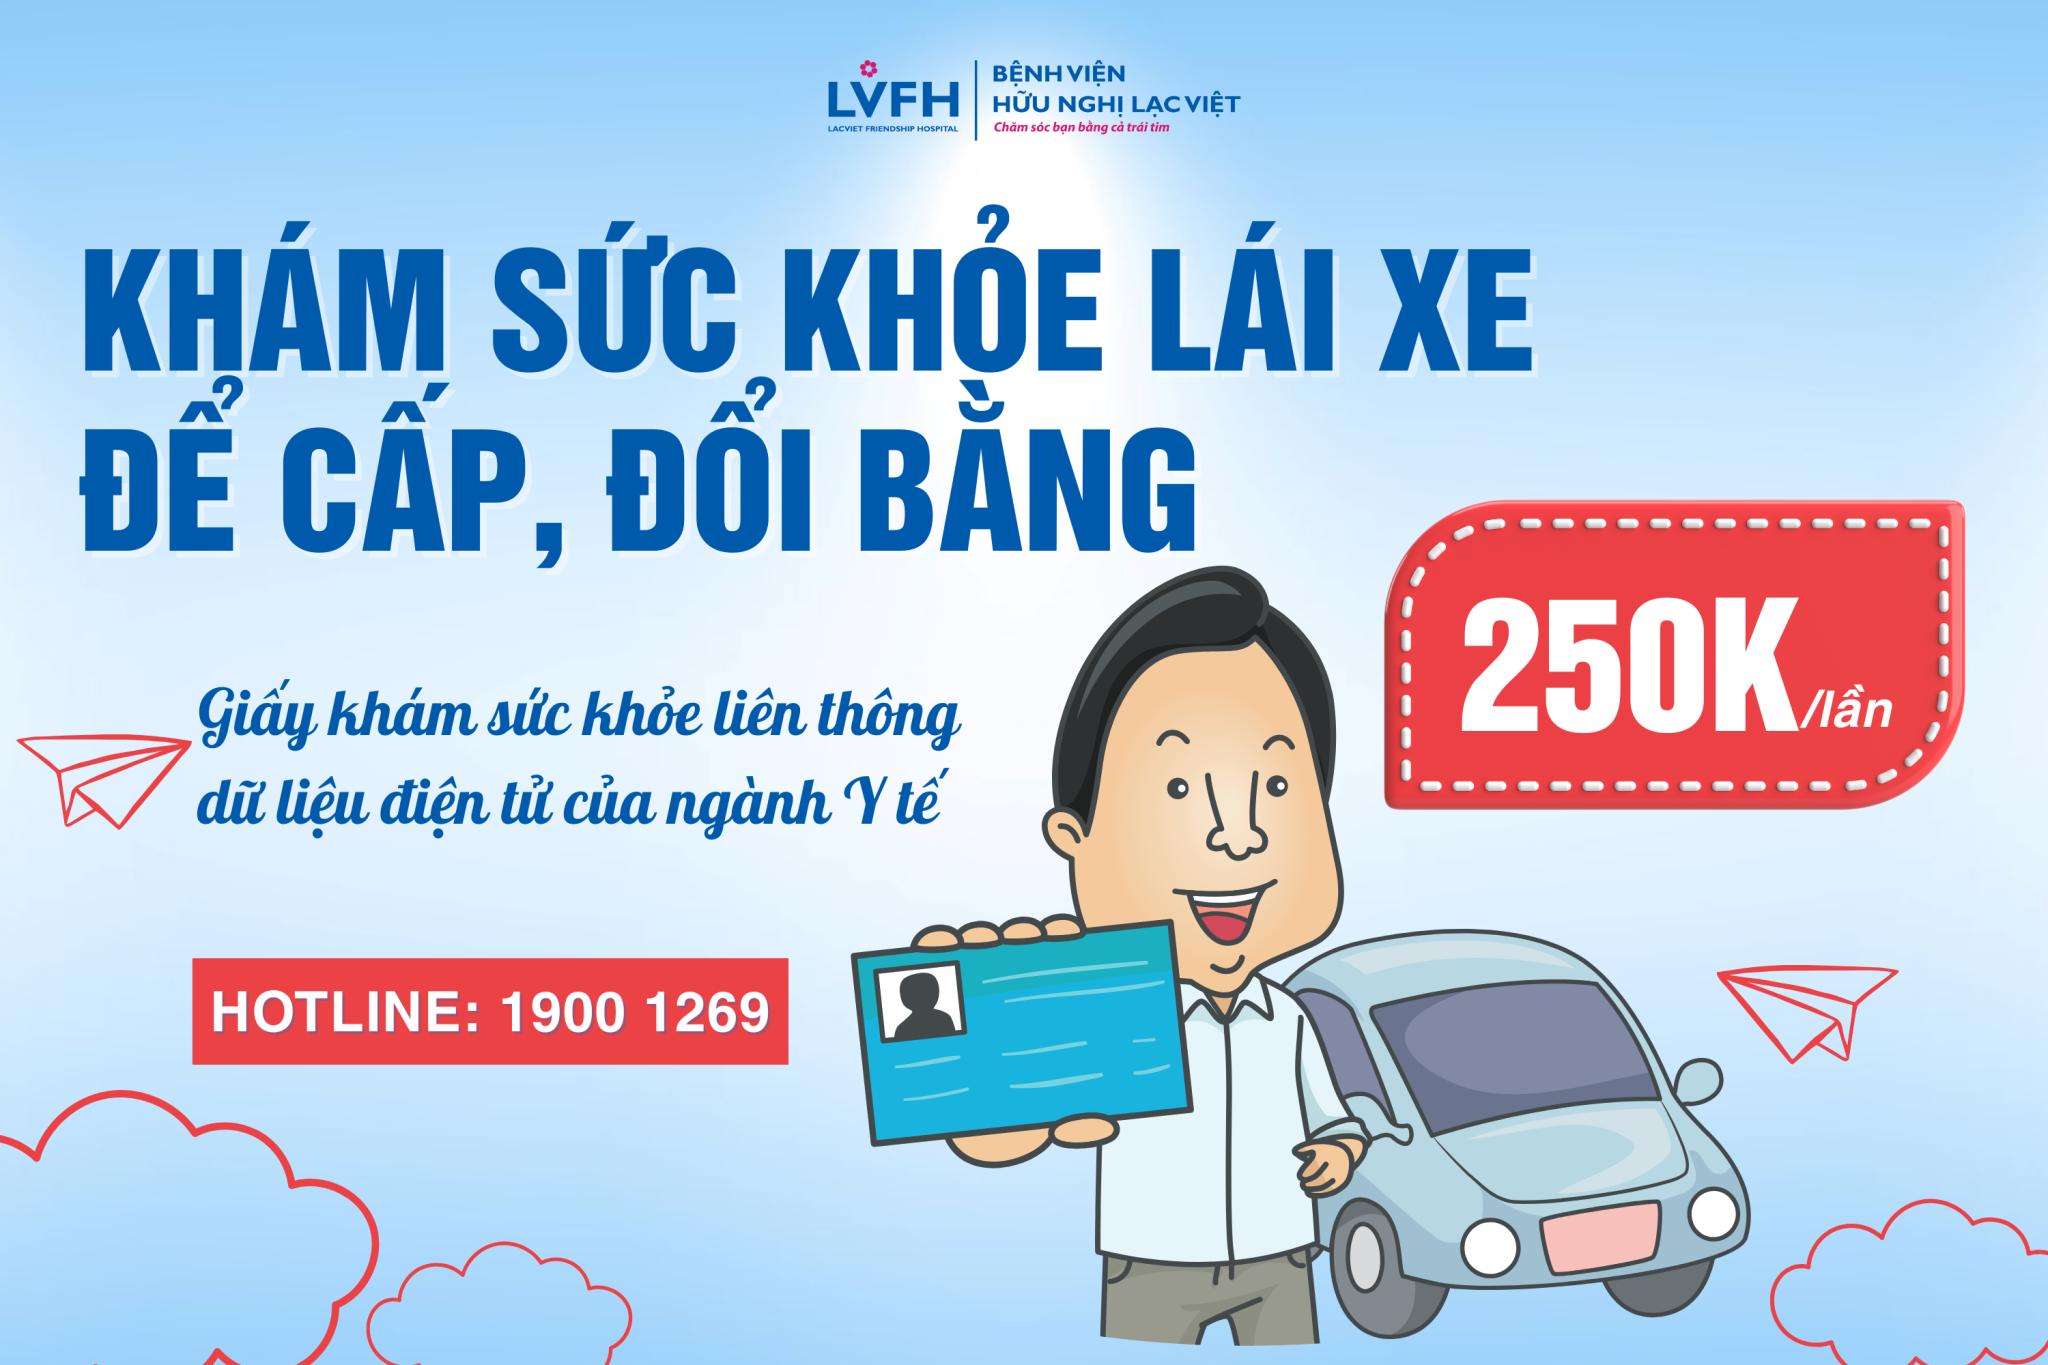 LVFH
LACVIET FRIENDSHIP HOSPITAL
BỆNH VIỆN
HỮU NGHỊ LẠC VIỆT
Chăm sóc bạn bằng cả trái tim
KHÁM SỨC KHỎE LÁI XE
ĐỂ CẤP, ĐỔI BẰNG
250K/lần
Giấy khám sức khỏe liên thông
dữ liệu điện tử của ngành Y tế
HOTLINE: 1900 1269